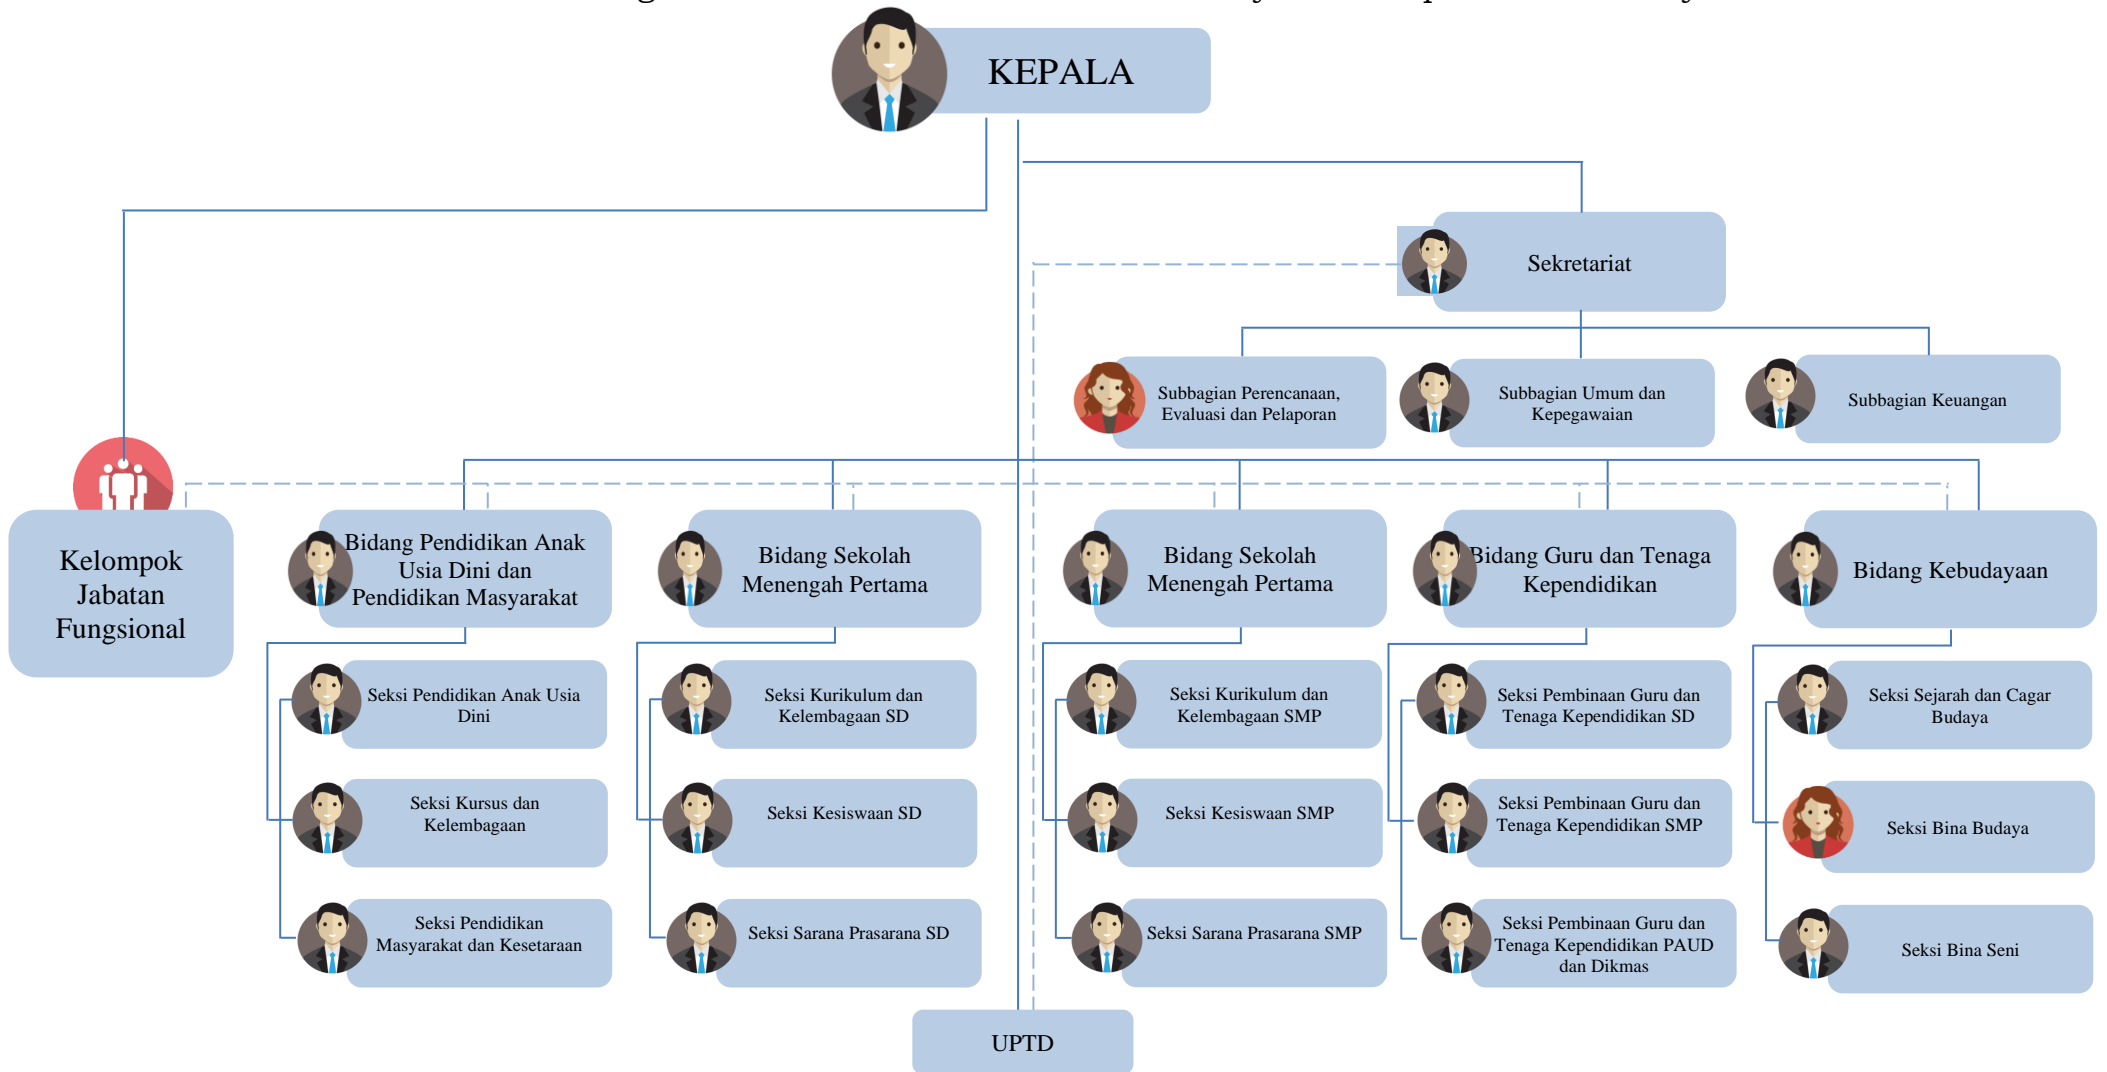 KEPALA
Sekretariat
Subbagian Perencanaan,
Evaluasi dan Pelaporan
Subbagian Umum dan
Kepegawaian
Subbagian Keuangan
Kelompok
Jabatan
Fungsional
Bidang Pendidikan Anak
Usia Dini dan
Pendidikan Masyarakat
Bidang Sekolah
Menengah Pertama
Bidang Sekolah
Menengah Pertama
Bidang Guru dan Tenaga
Kependidikan
Bidang Kebudayaan
Seksi Pendidikan Anak Usia
Dini
Seksi Kurikulum dan
Kelembagaan SD
Seksi Kurikulum dan
Kelembagaan SMP
Seksi Pembinaan Guru dan
Tenaga Kependidikan SD
Seksi Sejarah dan Cagar
Budaya
Seksi Kursus dan
Kelembagaan
Seksi Kesiswaan SD
Seksi Kesiswaan SMP
Seksi Pembinaan Guru dan
Tenaga Kependidikan SMP
Seksi Bina Budaya
Seksi Pendidikan
Masyarakat dan Kesetaraan
Seksi Sarana Prasarana SD
Seksi Sarana Prasarana SMP
Seksi Pembinaan Guru dan
Tenaga Kependidikan PAUD
dan Dikmas
Seksi Bina Seni
UPTD